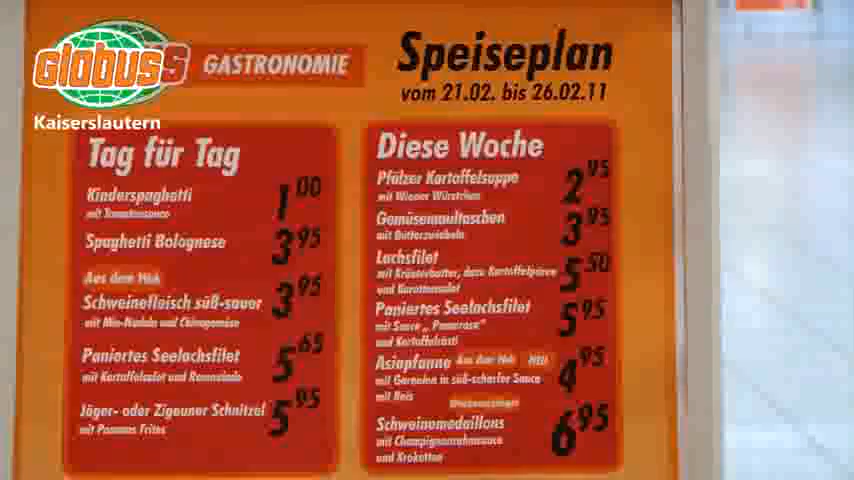 Globus
GASTRONOMIE
Kaiserslautern
Speiseplan
vom 21.02. bis 26.02.11
Tag für Tag
Kinderspaghetti 1,00
mit Tomatensauce
Spaghetti Bolognese 3,95
Aus dem Wok
Schweinefleisch süß-sauer 3,95
mit Mie-Nudeln und Chinagemüse
Paniertes Seelachsfilet 5,65
mit Kartoffelsalat und Remoulade
Jäger- oder Zigeuner Schnitzel 5,95
mit Pommes Frites
Diese Woche
Pfälzer Kartoffelsuppe 2,95
mit Wiener Würstchen
Gemüsemaultaschen 3,95
mit Butterzwiebeln
Lachsfilet 5,50
mit Kräuterbutter, dazu Kartoffelpüree
und Karottensalat
Paniertes Seelachsfilet 5,95
mit Sauce „
und Kartoffelrösti
Asiapfanne Aus dem Wok NEU 4,95
mit Garnelen in süß-scharfer Sauce
mit Reis
Schweinemedaillons 6,95
mit Champignonrahmsauce
und Kroketten